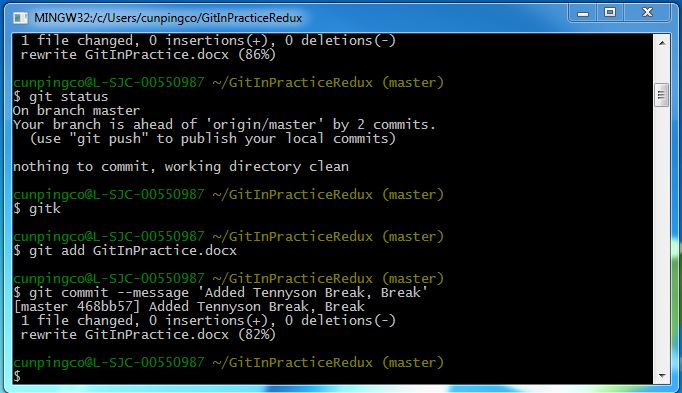 MINGW32:/c/Users/cunpingco/GitInPracticeRedux
1 file changed, 0 insertions(+), 0 deletions(-)
rewrite GitInPractice.docx (86%)
cunpingco@L-SJC-00550987 ~/GitInPracticeRedux (master)
$ git status
On branch master
Your branch is ahead of 'origin/master' by 2 commits.
(use "git push" to publish your local commits)
nothing to commit, working directory clean
cunpingco@L-SJC-00550987 ~/GitInPracticeRedux (master)
$ gitk
cunpingco@L-SJC-00550987 ~/GitInPracticeRedux (master)
$ git add GitInPractice.docx
cunpingco@L-SJC-00550987 ~/GitInPracticeRedux (master)
$ git commit --message 'Added Tennyson Break, Break'
[master 468bb57] Added Tennyson Break, Break
1 file changed, 0 insertions(+), 0 deletions(-)
rewrite GitInPractice.docx (82%)
cunpingco@L-SJC-00550987 ~/GitInPracticeRedux (master)
$